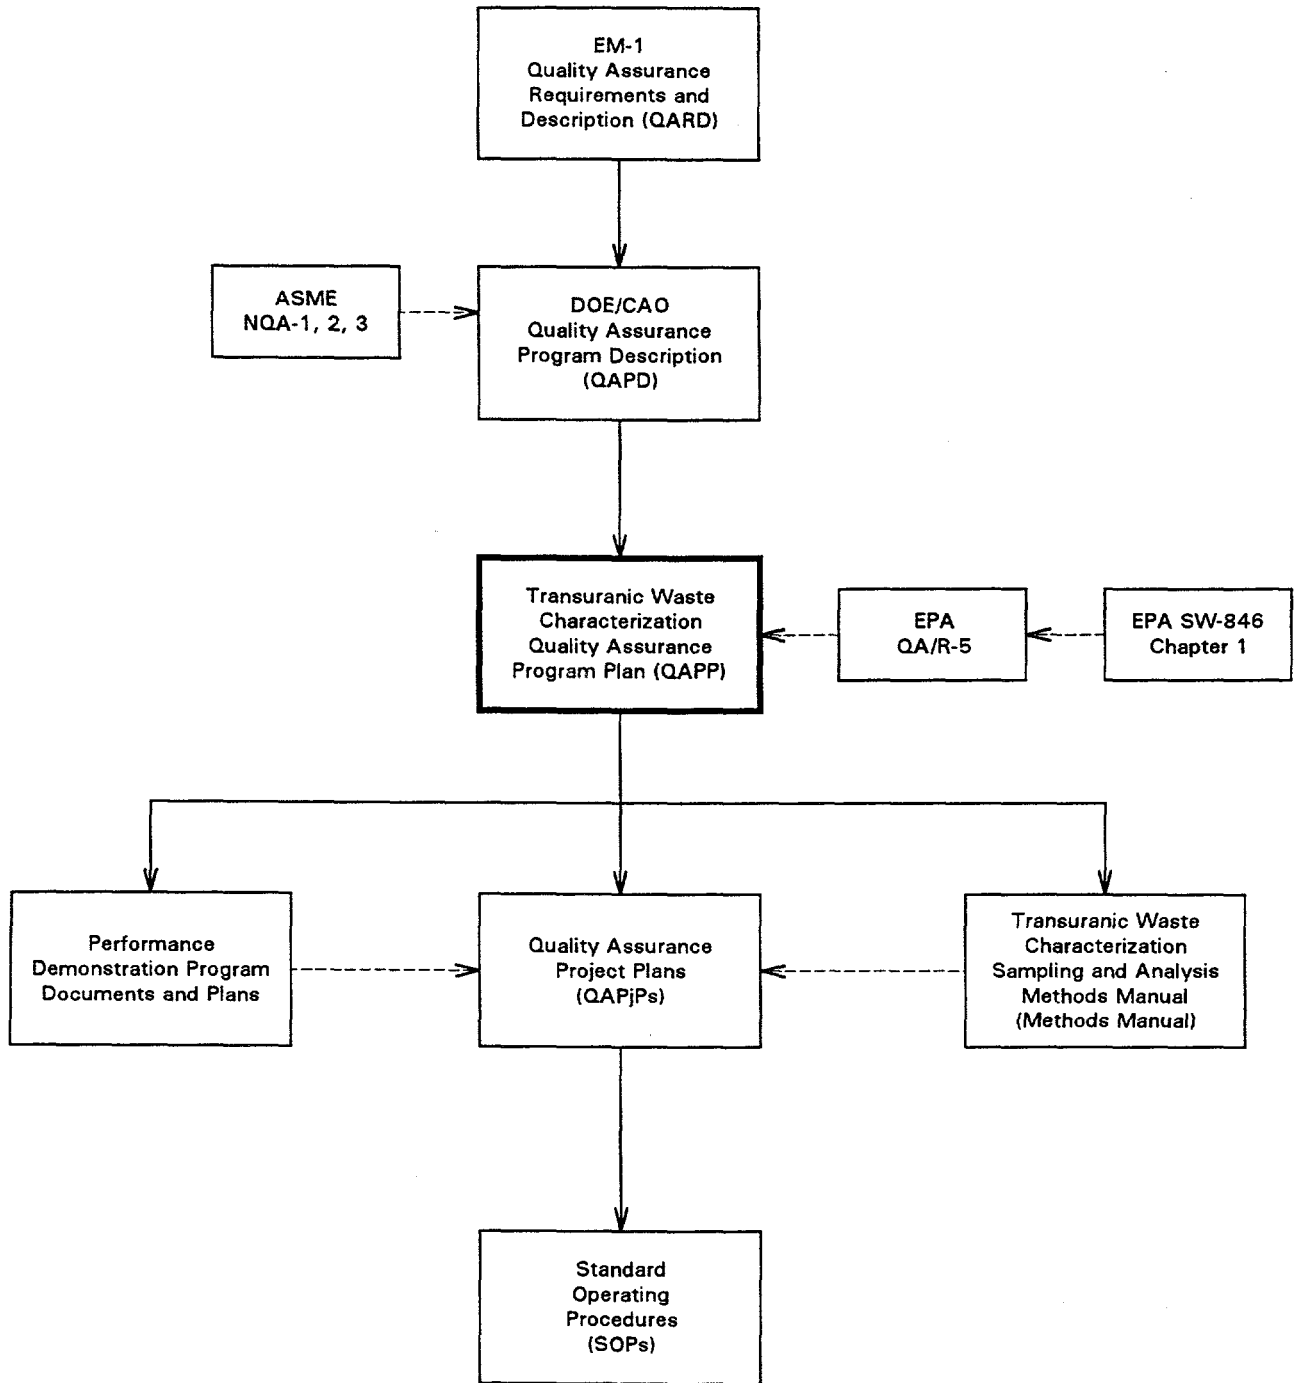 EM-1
Quality Assurance
Requirements and
Description (QARD)
ASME
NQA-1, 2, 3
DOE/CAO
Quality Assurance
Program Description
(QAPD)
Transuranic Waste
Characterization
Quality Assurance
Program Plan (QAPP)
EPA
QA/R-5
EPA SW-846
Chapter 1
Performance
Demonstration Program
Documents and Plans
Quality Assurance
Project Plans
(QAPjPs)
Transuranic Waste
Characterization
Sampling and Analysis
Methods Manual
(Methods Manual)
Standard
Operating
Procedures
(SOPs)